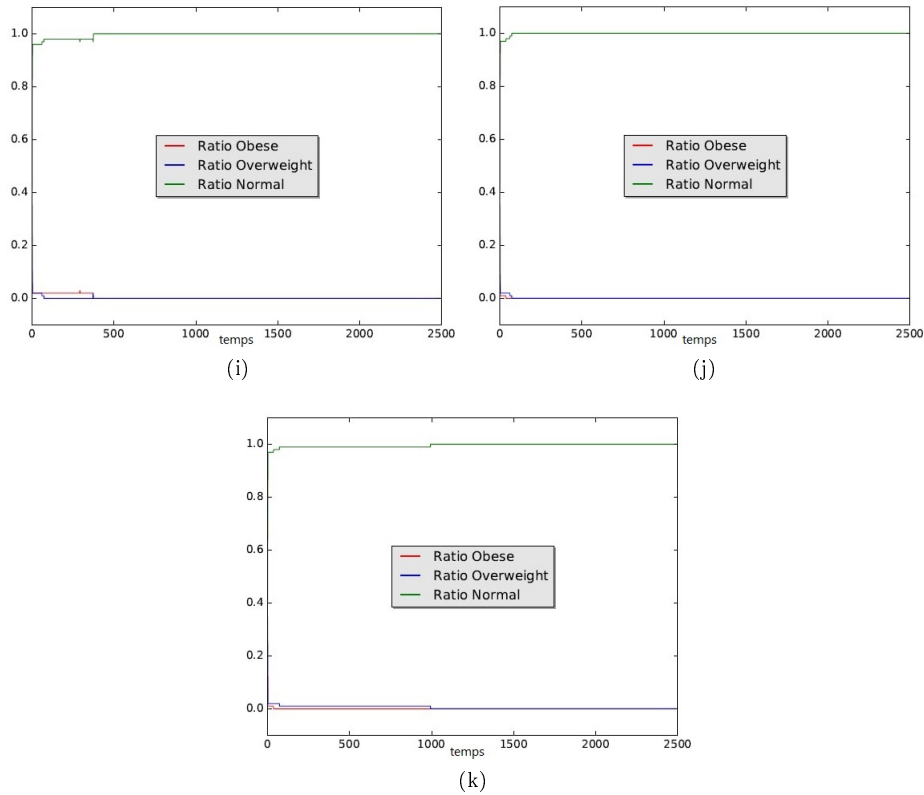 1.0
0.8
0.6
0.4
0.2
0.0
Ratio Obese
Ratio Overweight
Ratio Normal
0 500 1000 1500 2000 2500
temps
(i)
1.0
0.8
0.6
0.4
0.2
0.0
Ratio Obese
Ratio Overweight
Ratio Normal
0 500 1000 1500 2000 2500
temps
(j)
1.0
0.8
0.6
0.4
0.2
0.0
Ratio Obese
Ratio Overweight
Ratio Normal
0 500 1000 1500 2000 2500
temps
(k)